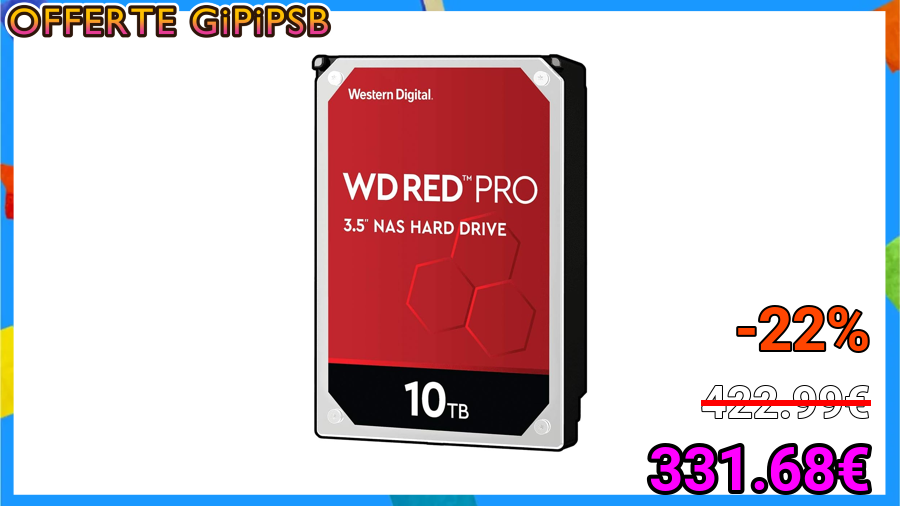 OFFERTE GiPiPSB
Western Digital.
WD RED™ PRO
3.5" NAS HARD DRIVE
10TB
-22%
422.99€
331.68€